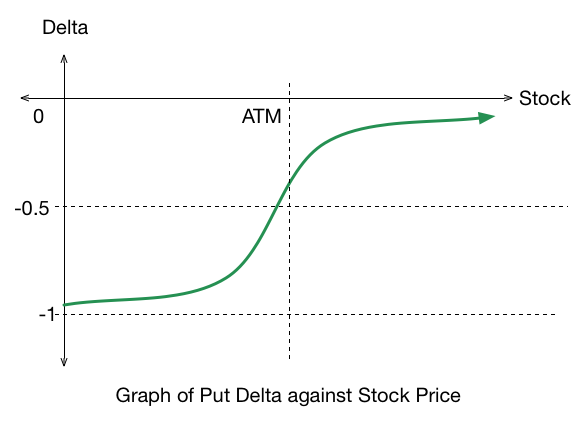 Delta
Stock
0
ATM
-0.5
-1
Graph of Put Delta against Stock Price